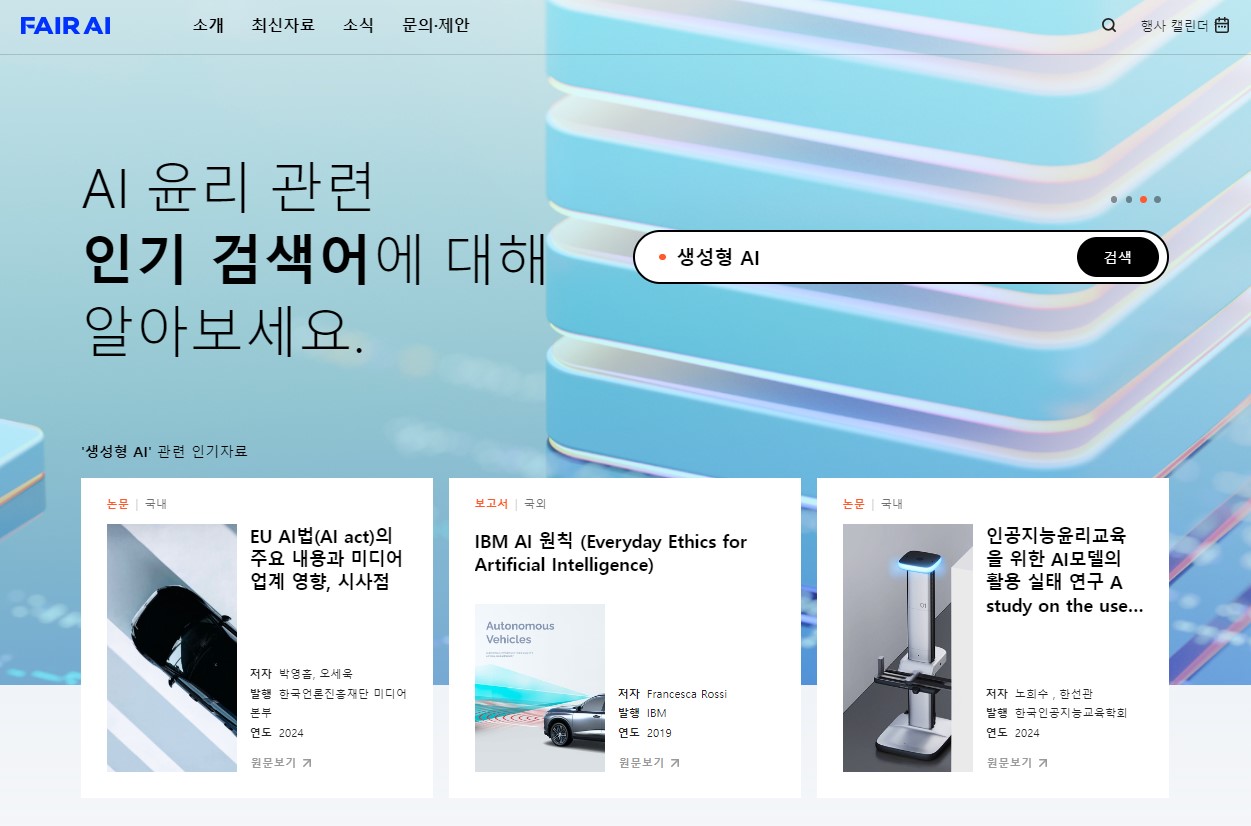 FAIR AI
소개 최신자료 소식 문의·제안
행사 캘린더
AI 윤리 관련
인기 검색어에 대해
알아보세요.
생성형 AI
검색
'생성형 AI' 관련 인기자료
논문 | 국내
EU AI법(AI act)의
주요 내용과 미디어
업계 영향, 시사점
저자 박영흠, 오세욱
발행 한국언론진흥재단 미디어
본부
연도 2024
원문보기
보고서 | 국외
IBM AI 원칙 (Everyday Ethics for
Artificial Intelligence)
Autonomous
Vehicles
저자 Francesca Rossi
발행 IBM
연도 2019
원문보기
논문 | 국내
인공지능윤리교육
을 위한 AI모델의
활용 실태 연구 A
study on the use...
저자 노희수 , 한선관
발행 한국인공지능교육학회
연도 2024
원문보기